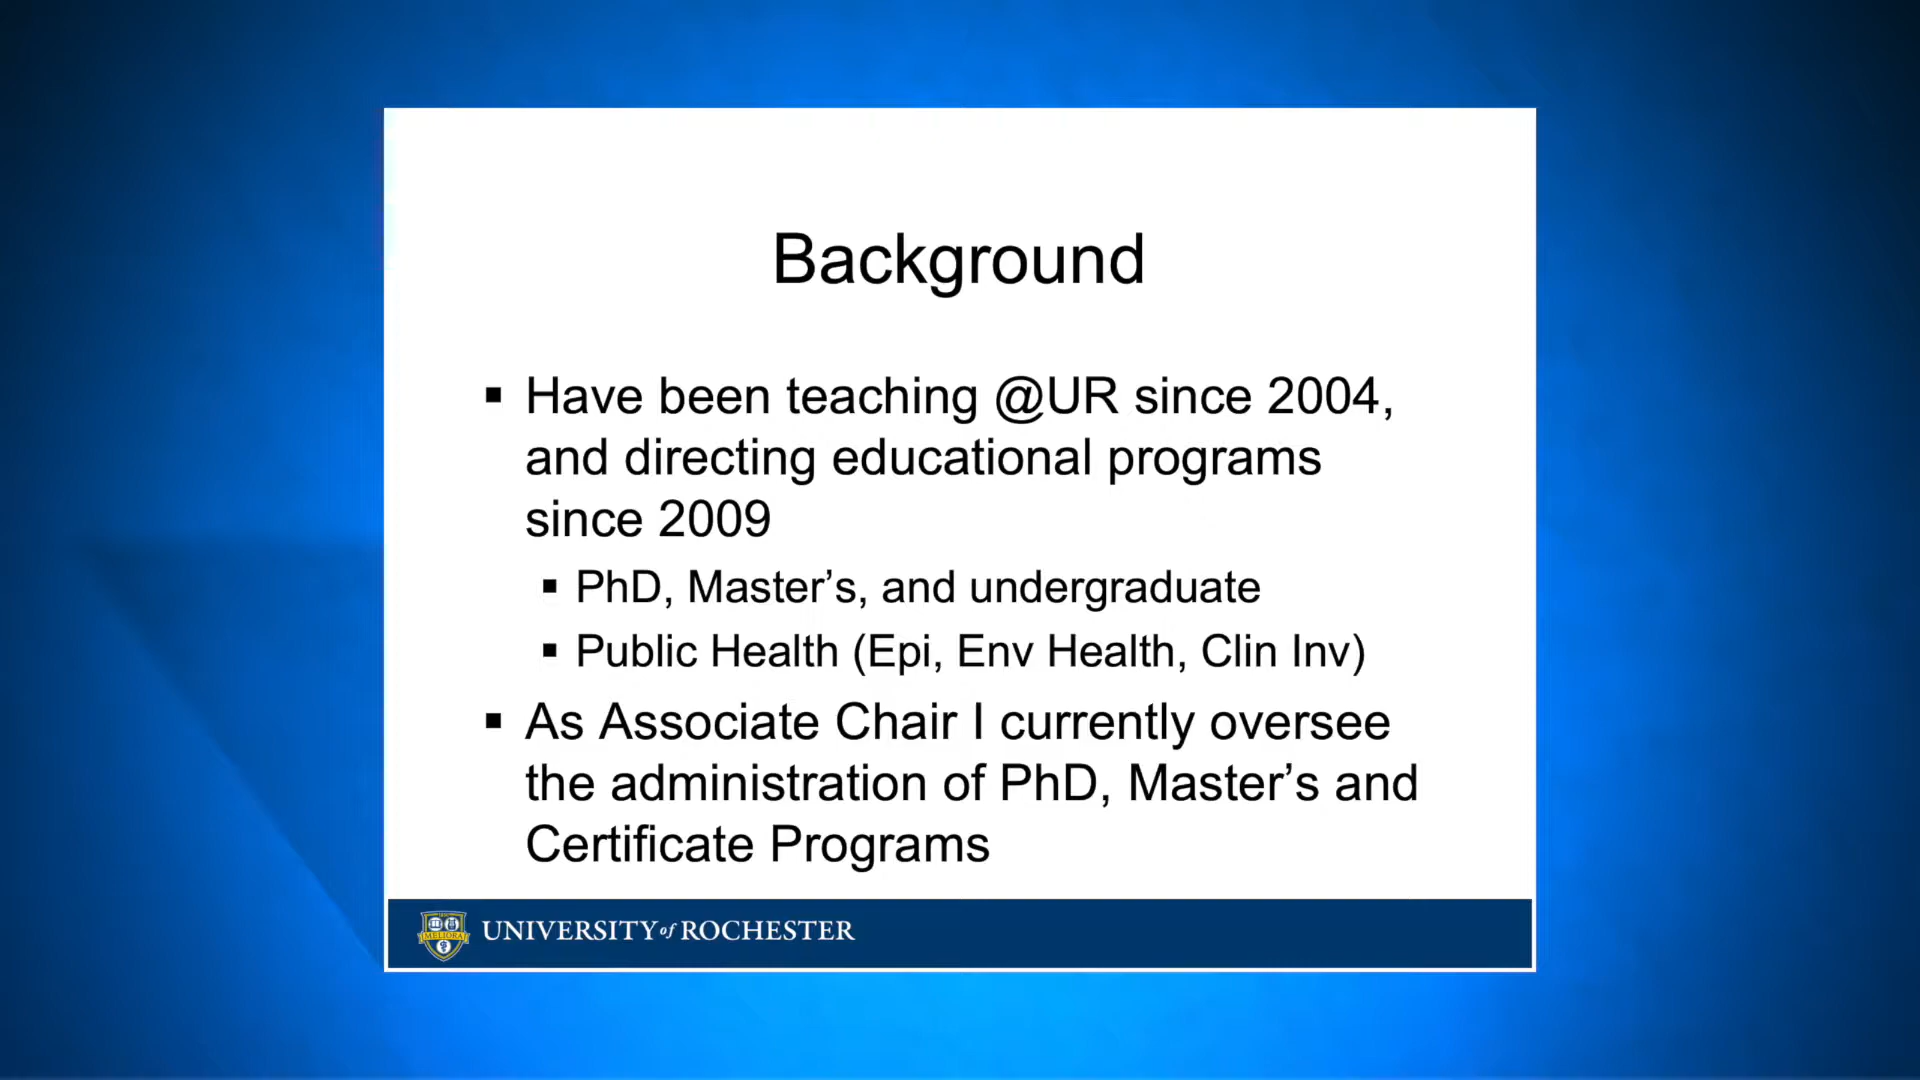 Background
▪ Have been teaching @UR since 2004,
and directing educational programs
since 2009
▪ PhD, Master’s, and undergraduate
▪ Public Health (Epi, Env Health, Clin Inv)
▪ As Associate Chair I currently oversee
the administration of PhD, Master’s and
Certificate Programs
MELIORA
UNIVERSITY of ROCHESTER